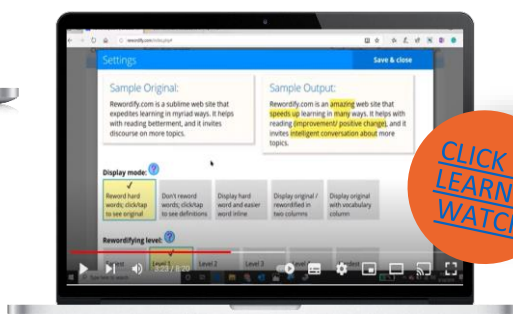 rewordify.com/index.php#
Settings
Save & close
Sample Original:
Rewordify.com is a sublime web site that
expedites learning in myriad ways. It helps
with reading betterment, and it invites
discourse on more topics.
Sample Output:
Rewordify.com is an amazing web site that
speeds up learning in many ways. It helps with
reading (improvement/ positive change), and it
invites intelligent conversation about more
topics.
Display mode:
Reword hard
words; click/tap
to see original
Don't reword
words; click/tap
to see definitions
Display hard
word and easier
word inline
Display original /
rewordified in
two columns
Display original
with vocabulary
column
Rewordifying level:
Level 1
Level 2
Level 3
3:23 / 8:20
CLICK
LEARN
WATCH